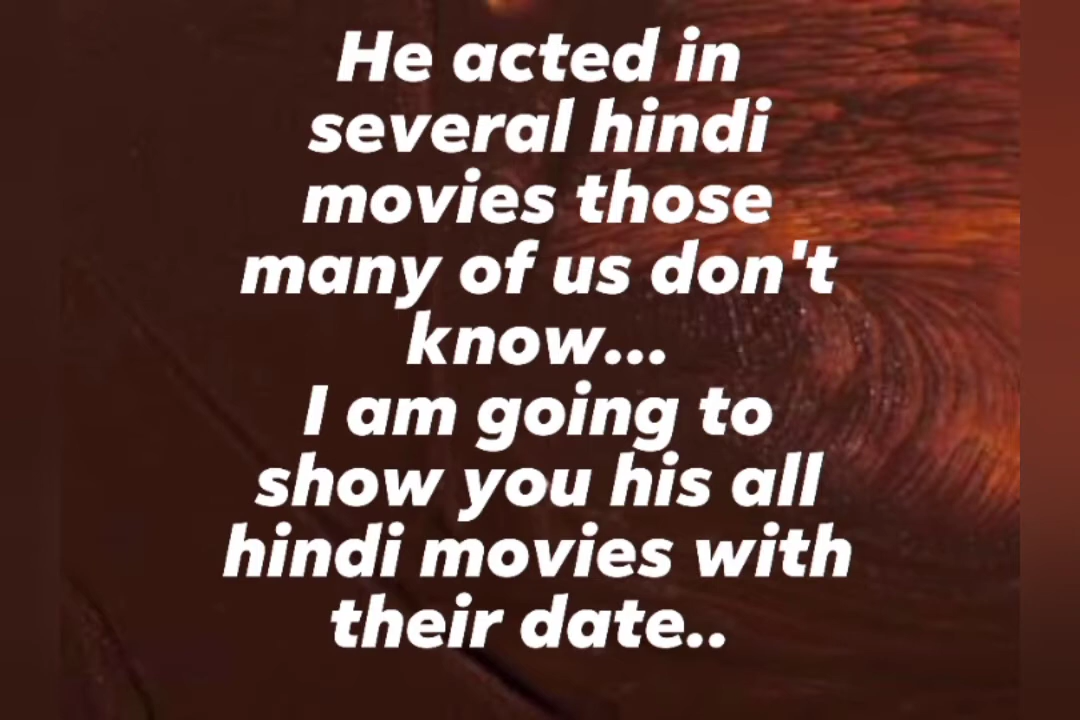 He acted in
several hindi
movies those
many of us don't
know...
I am going to
show you his all
hindi movies with
their date..